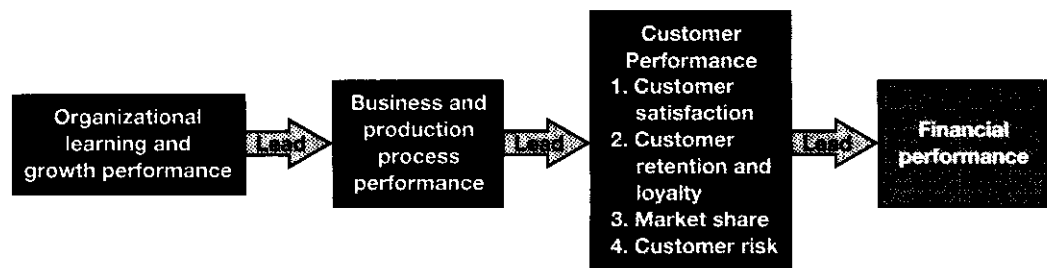 Organizational
learning and
growth performance
Lead
Business and
production
process
performance
Lead
Customer
Performance
1. Customer
satisfaction
2. Customer
retention and
loyalty
3. Market share
4. Customer risk
Lead
Financial
performance